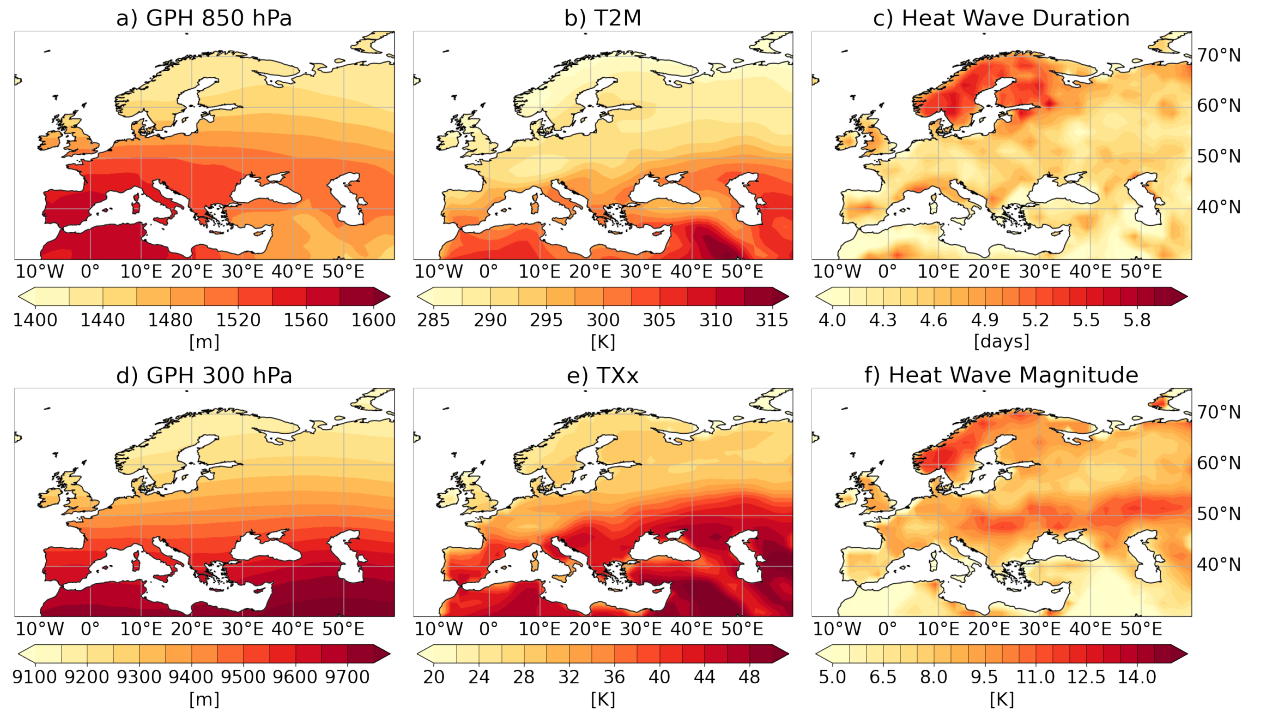 a) GPH 850 hPa
b) T2M
c) Heat Wave Duration
70°N
60°N
50°N
40°N
10°W 0° 10°E 20°E 30°E 40°E 50°E
10°W 0° 10°E 20°E 30°E 40°E 50°E
10°W 0° 10°E 20°E 30°E 40°E 50°E
1400 1440 1480 1520 1560 1600
285 290 295 300 305 310 315
4.0 4.3 4.6 4.9 5.2 5.5 5.8
[m]
[K]
[days]
d) GPH 300 hPa
e) TXx
f) Heat Wave Magnitude
70°N
60°N
50°N
40°N
10°W 0° 10°E 20°E 30°E 40°E 50°E
10°W 0° 10°E 20°E 30°E 40°E 50°E
10°W 0° 10°E 20°E 30°E 40°E 50°E
9100 9200 9300 9400 9500 9600 9700
20 24 28 32 36 40 44 48
5.0 6.5 8.0 9.5 11.0 12.5 14.0
[m]
[K]
[K]